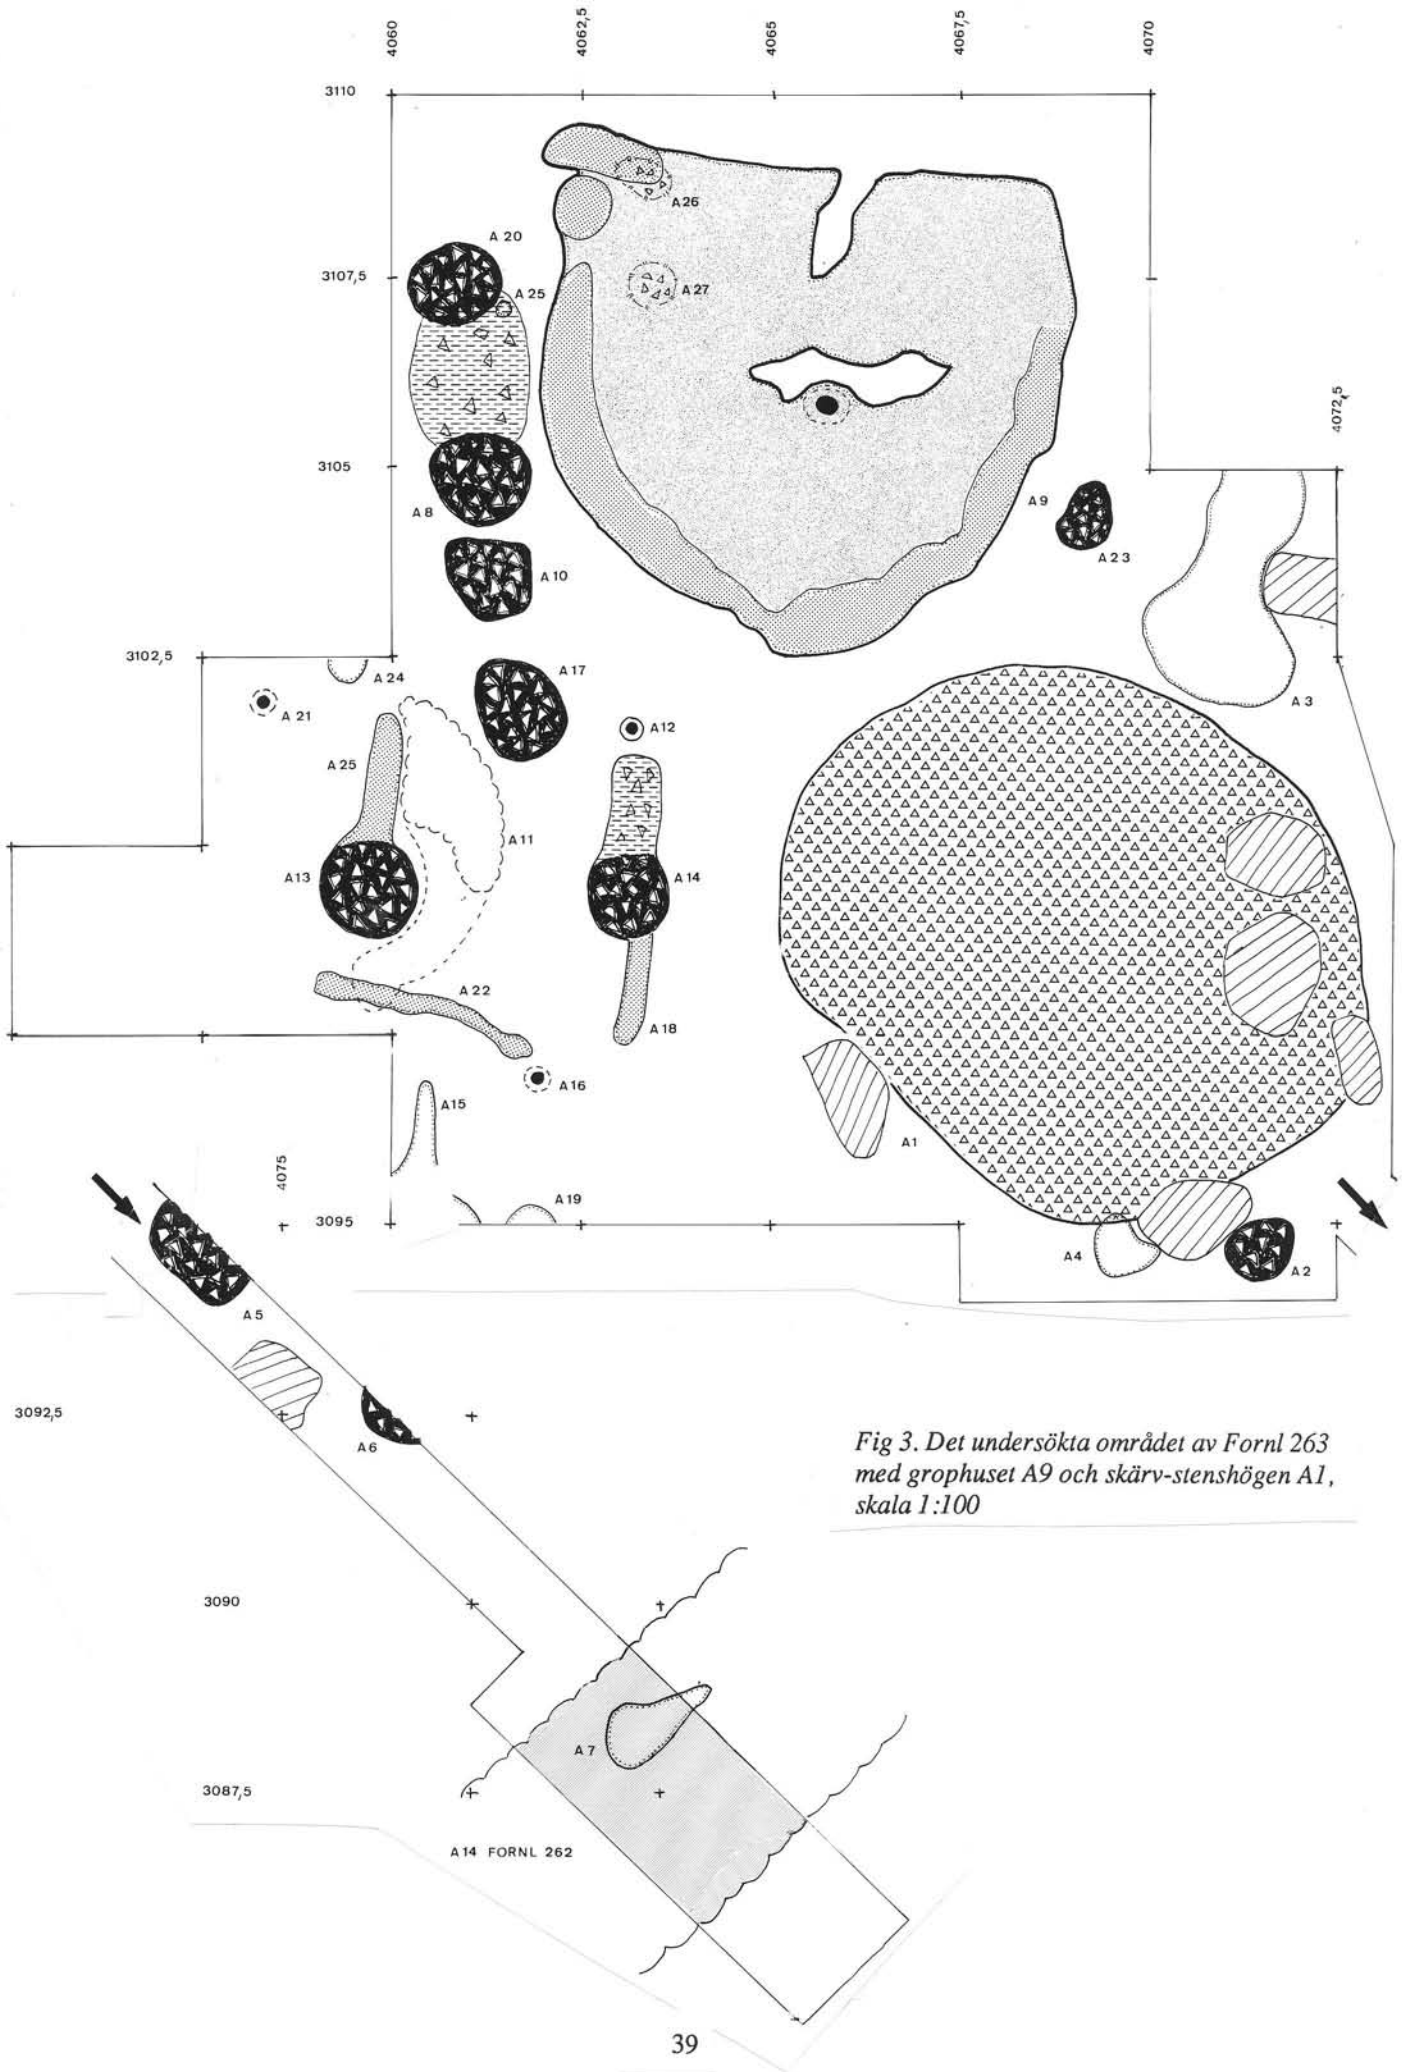 4060
4062,5
4065
4067,5
4070
3110
A 26
A 20
3107,5
A 25
A 27
4072,5
3105
A 8
A 9
A 23
A 10
3102,5
A 24
A 17
A 3
A 21
A 12
A 25
A 11
A 13
A 14
A 22
A 18
A 16
A 15
A 1
4075
A 19
3095
A 4
A 2
A 5
3092,5
A 6
Fig 3. Det undersökta området av Fornl 263
med grophuset A9 och skärv-stenshögen A1,
skala 1:100
3090
A 7
3087,5
A 14 FORNL 262
39